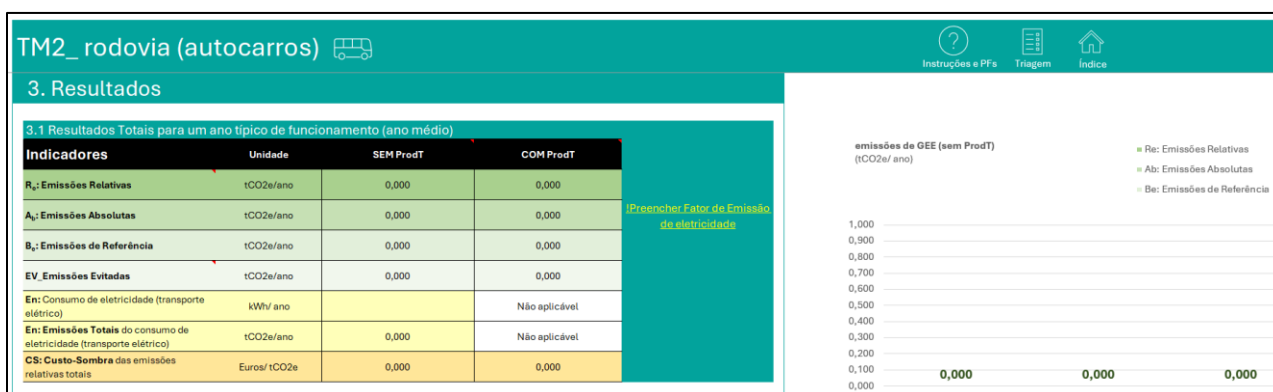 TM2_ rodovia (autocarros)
?
Instruções e PFs Triagem Índice
3. Resultados
3.1 Resultados Totais para um ano típico de funcionamento (ano médio)
Indicadores Unidade SEM ProdT COM ProdT
Rₑ: Emissões Relativas tCO2e/ano 0,000 0,000
Aᵦ: Emissões Absolutas tCO2e/ano 0,000 0,000
Bₑ: Emissões de Referência tCO2e/ano 0,000 0,000
EV_Emissões Evitadas tCO2e/ano 0,000 0,000
En: Consumo de eletricidade (transporte
elétrico) kWh/ ano Não aplicável
En: Emissões Totais do consumo de
eletricidade (transporte elétrico) tCO2e/ano 0,000 Não aplicável
CS: Custo-Sombra das emissões
relativas totais Euros/ tCO2e 0,000 0,000
!Preencher Fator de Emissão
de eletricidade
emissões de GEE (sem ProdT)
(tCO2e/ ano)
Re: Emissões Relativas
Ab: Emissões Absolutas
Be: Emissões de Referência
1,000
0,900
0,800
0,700
0,600
0,500
0,400
0,300
0,200
0,100
0,000
0,000 0,000 0,000